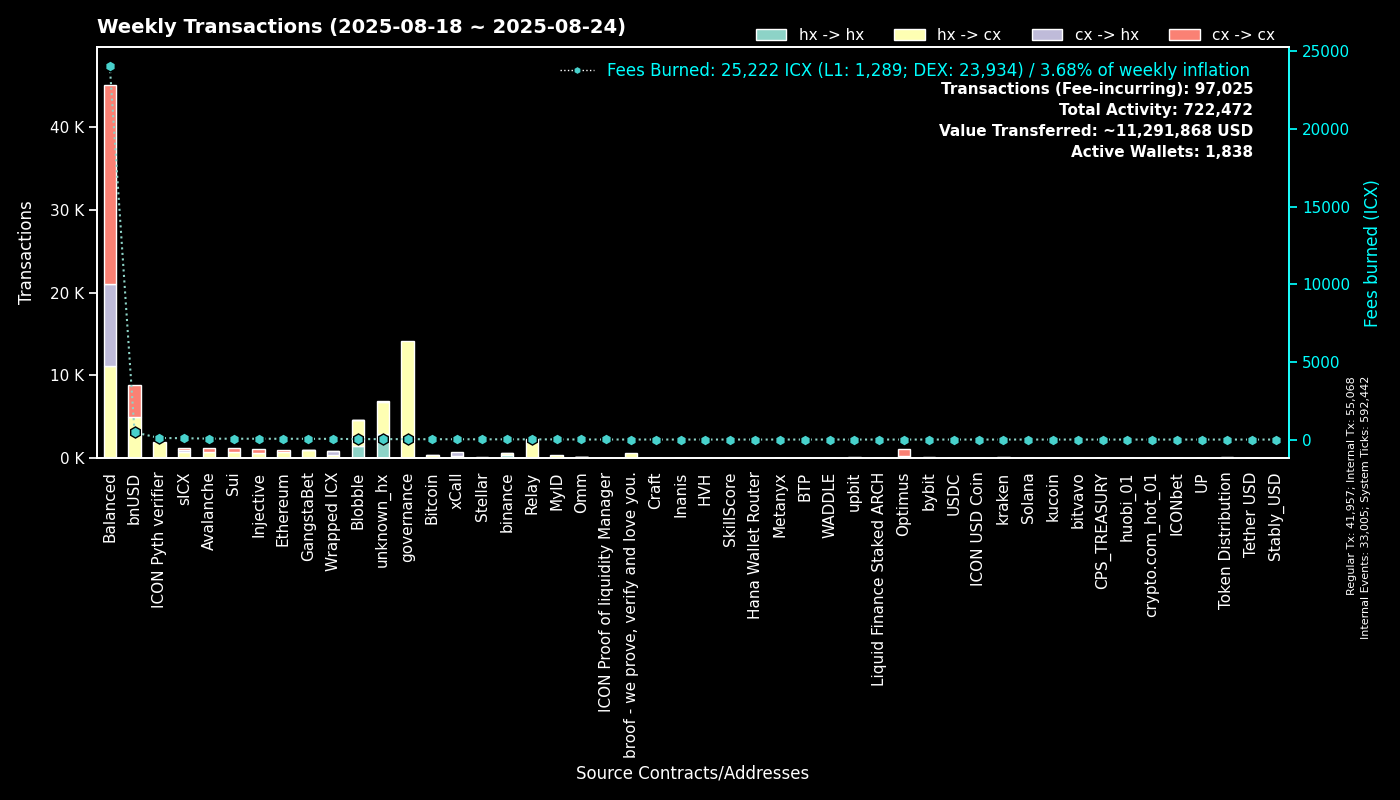 Weekly Transactions (2025-08-18 ~ 2025-08-24)
hx -> hx
hx -> cx
cx -> hx
cx -> cx
Fees Burned: 25,222 ICX (L1: 1,289; DEX: 23,934) / 3.68% of weekly inflation
Transactions (Fee-incurring): 97,025
Total Activity: 722,472
Value Transferred: ~11,291,868 USD
Active Wallets: 1,838
Transactions
40 K
30 K
20 K
10 K
0 K
25000
20000
15000
10000
5000
0
Fees burned (ICX)
Regular Tx: 41,957; Internal Tx: 55,068
Internal Events: 33,005; System Ticks: 592,442
Balanced
bnUSD
ICON Pyth verifier
sICX
Avalanche
Sui
Injective
Ethereum
GangstaBet
Wrapped ICX
Blobble
unknown_hx
governance
Bitcoin
xCall
Stellar
binance
Relay
MyID
Omm
ICON Proof of liquidity Manager
broof - we prove, verify and love you.
Craft
Inanis
HVH
SkillScore
Hana Wallet Router
Metanyx
BTP
WADDLE
upbit
Liquid Finance Staked ARCH
Optimus
bybit
USDC
ICON USD Coin
kraken
Solana
kucoin
bitvavo
CPS_TREASURY
huobi_01
crypto.com_hot_01
ICONbet
UP
Token Distribution
Tether USD
Stably_USD
Source Contracts/Addresses